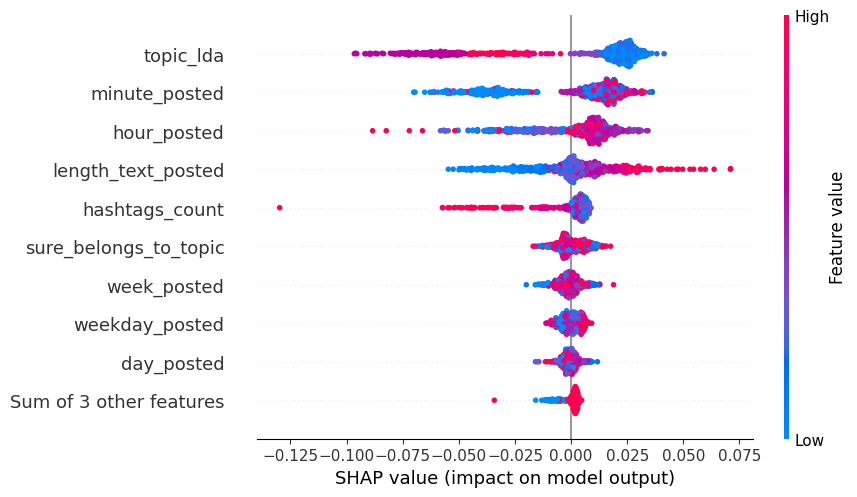 High
topic_lda
minute_posted
hour_posted
length_text_posted
hashtags_count
sure_belongs_to_topic
week_posted
weekday_posted
day_posted
Sum of 3 other features
Feature value
Low
−0.125 −0.100 −0.075 −0.050 −0.025 0.000 0.025 0.050 0.075
SHAP value (impact on model output)